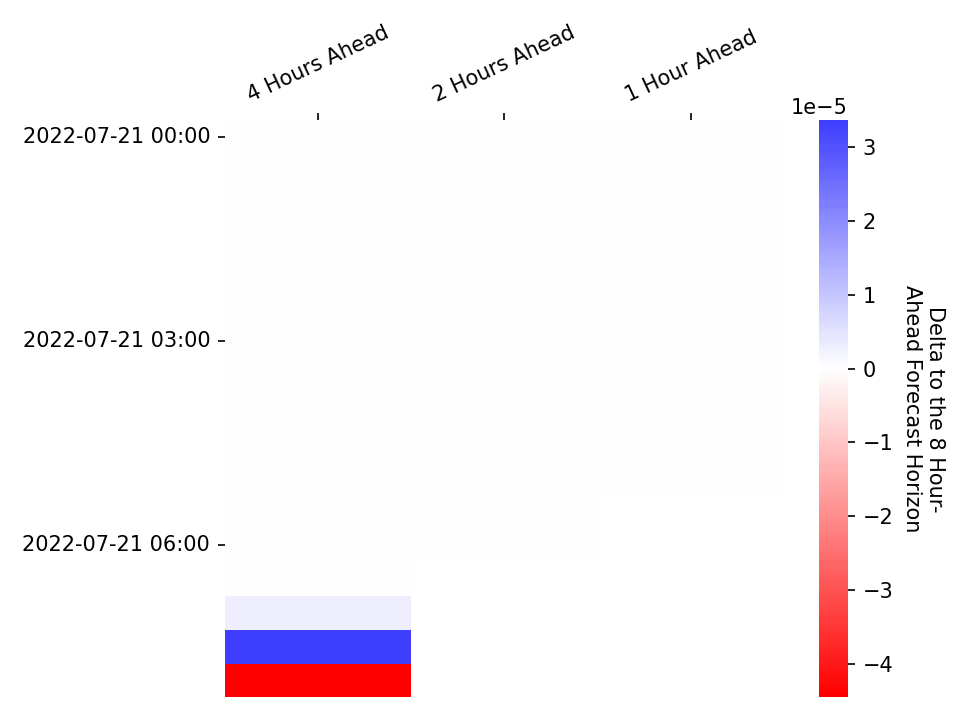 4 Hours Ahead
2 Hours Ahead
1 Hour Ahead
1e−5
2022-07-21 00:00
2022-07-21 03:00
2022-07-21 06:00
3
2
1
0
−1
−2
−3
−4
Delta to the 8 Hour-
Ahead Forecast Horizon